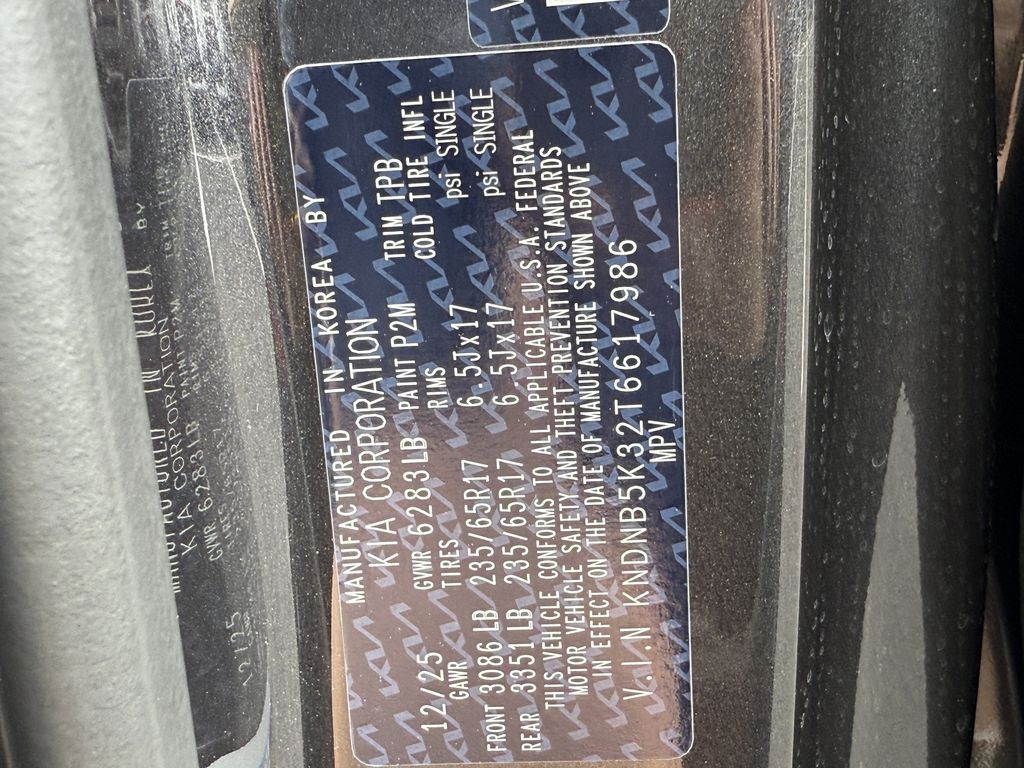 MANUFACTURED IN KOREA BY
KIA CORPORATION
12/25 GVWR 6283LB PAINT P2M TRIM TPB
GAWR TIRES RIMS COLD TIRE INFL
FRONT 3086LB 235/65R17 6.5Jx17 psi SINGLE
REAR 3351LB 235/65R17 6.5Jx17 psi SINGLE
THIS VEHICLE CONFORMS TO ALL APPLICABLE U.S.A. FEDERAL
MOTOR VEHICLE SAFETY AND THEFT PREVENTION STANDARDS
IN EFFECT ON THE DATE OF MANUFACTURE SHOWN ABOVE
V.I.N KNDNB5K32T6617986
MPV